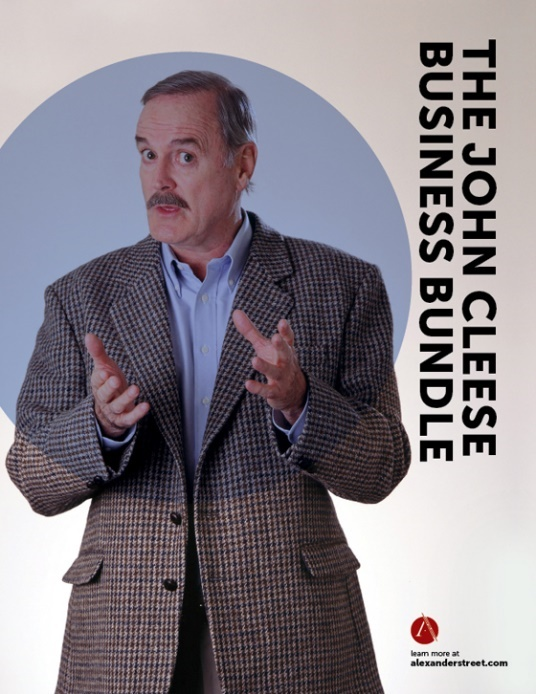 THE JOHN CLEESE
BUSINESS BUNDLE
learn more at
alexanderstreet.com